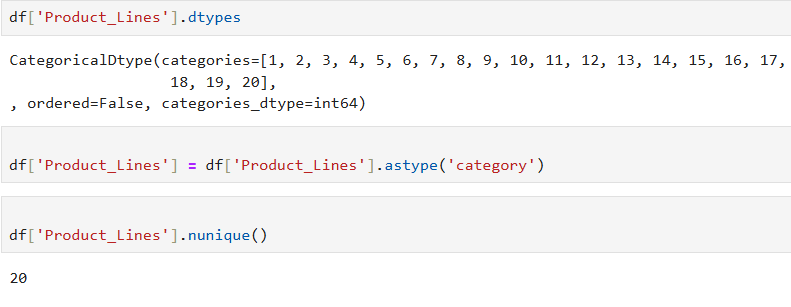 df['Product_Lines'].dtypes
CategoricalDtype(categories=[1, 2, 3, 4, 5, 6, 7, 8, 9, 10, 11, 12, 13, 14, 15, 16, 17,
18, 19, 20],
, ordered=False, categories_dtype=int64)
df['Product_Lines'] = df['Product_Lines'].astype('category')
df['Product_Lines'].nunique()
20